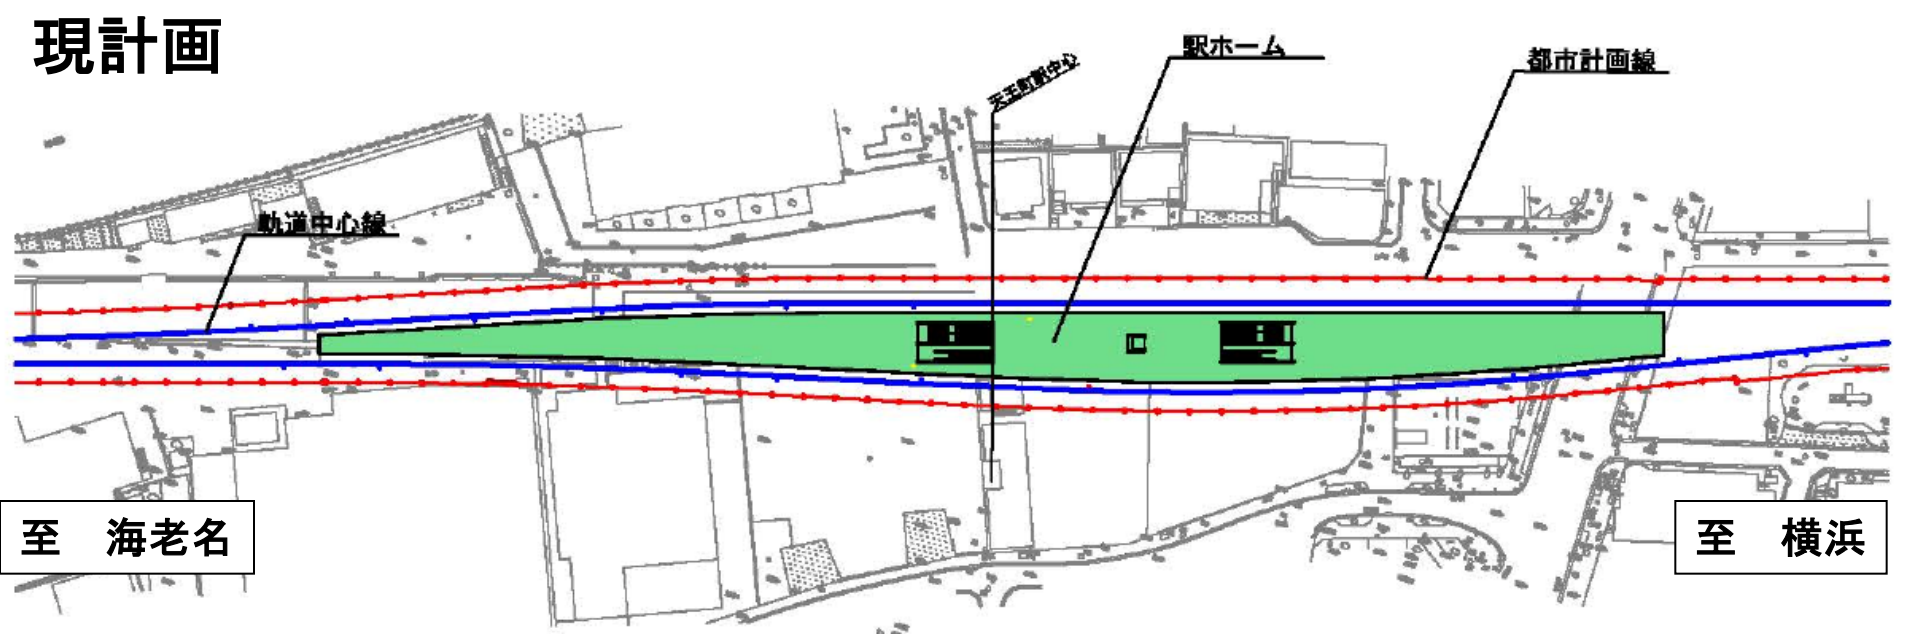 現計画
駅ホーム
都市計画線
天王町駅中心
軌道中心線
至　海老名
至　横浜